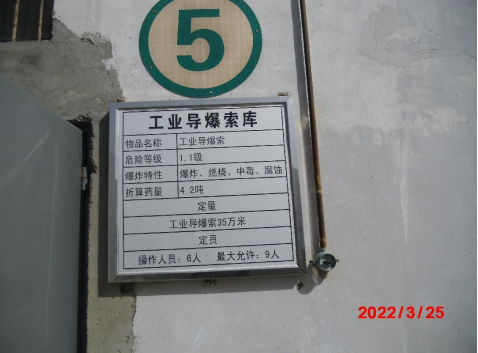 5
工业导爆索库
物品名称 工业导爆索
危险等级 1.1级
爆炸特性 爆炸、燃烧、中毒、腐蚀
折算药量 4.2吨
定量
工业导爆索35万米
定员
操作人员：6人 最大允许：9人
2022/3/25